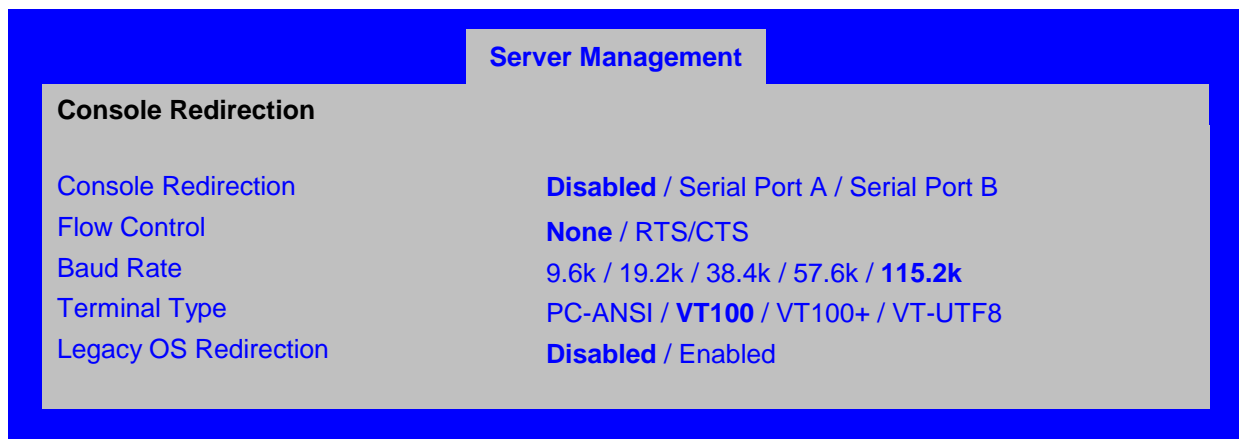 Server Management
Console Redirection
Console Redirection Disabled / Serial Port A / Serial Port B
Flow Control None / RTS/CTS
Baud Rate 9.6k / 19.2k / 38.4k / 57.6k / 115.2k
Terminal Type PC-ANSI / VT100 / VT100+ / VT-UTF8
Legacy OS Redirection Disabled / Enabled